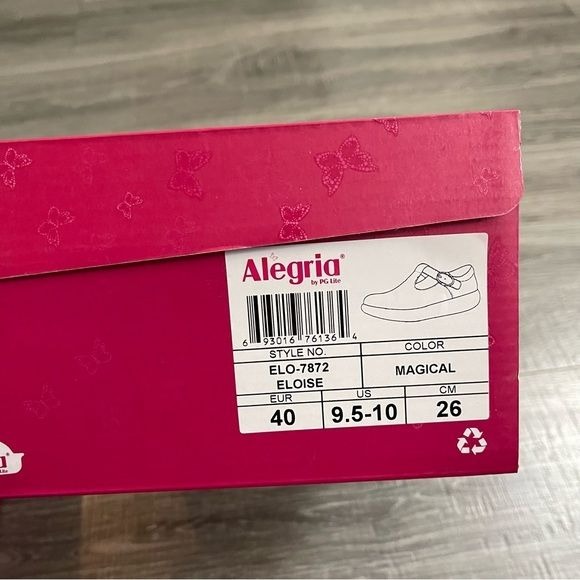 Alegria®
by PG Lite
6 93016 76136 4
STYLE NO.
COLOR
ELO-7872
ELOISE
MAGICAL
EUR
US
CM
40
9.5-10
26